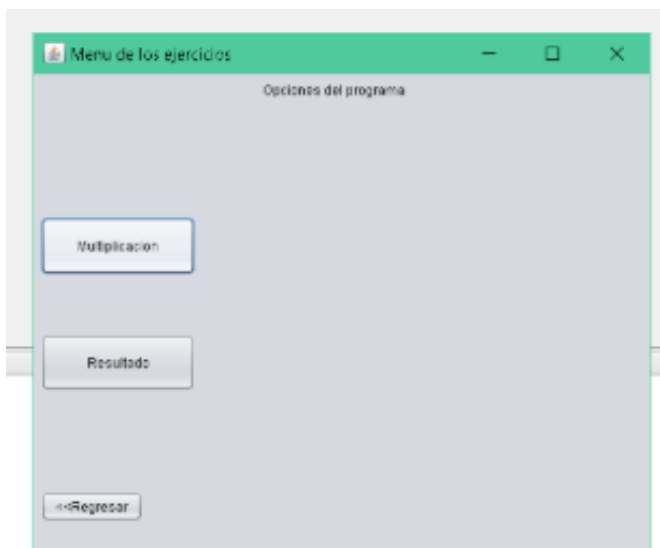 Menu de los ejercicios
Opciones del programa
Multiplicacion
Resultado
<<Regresar